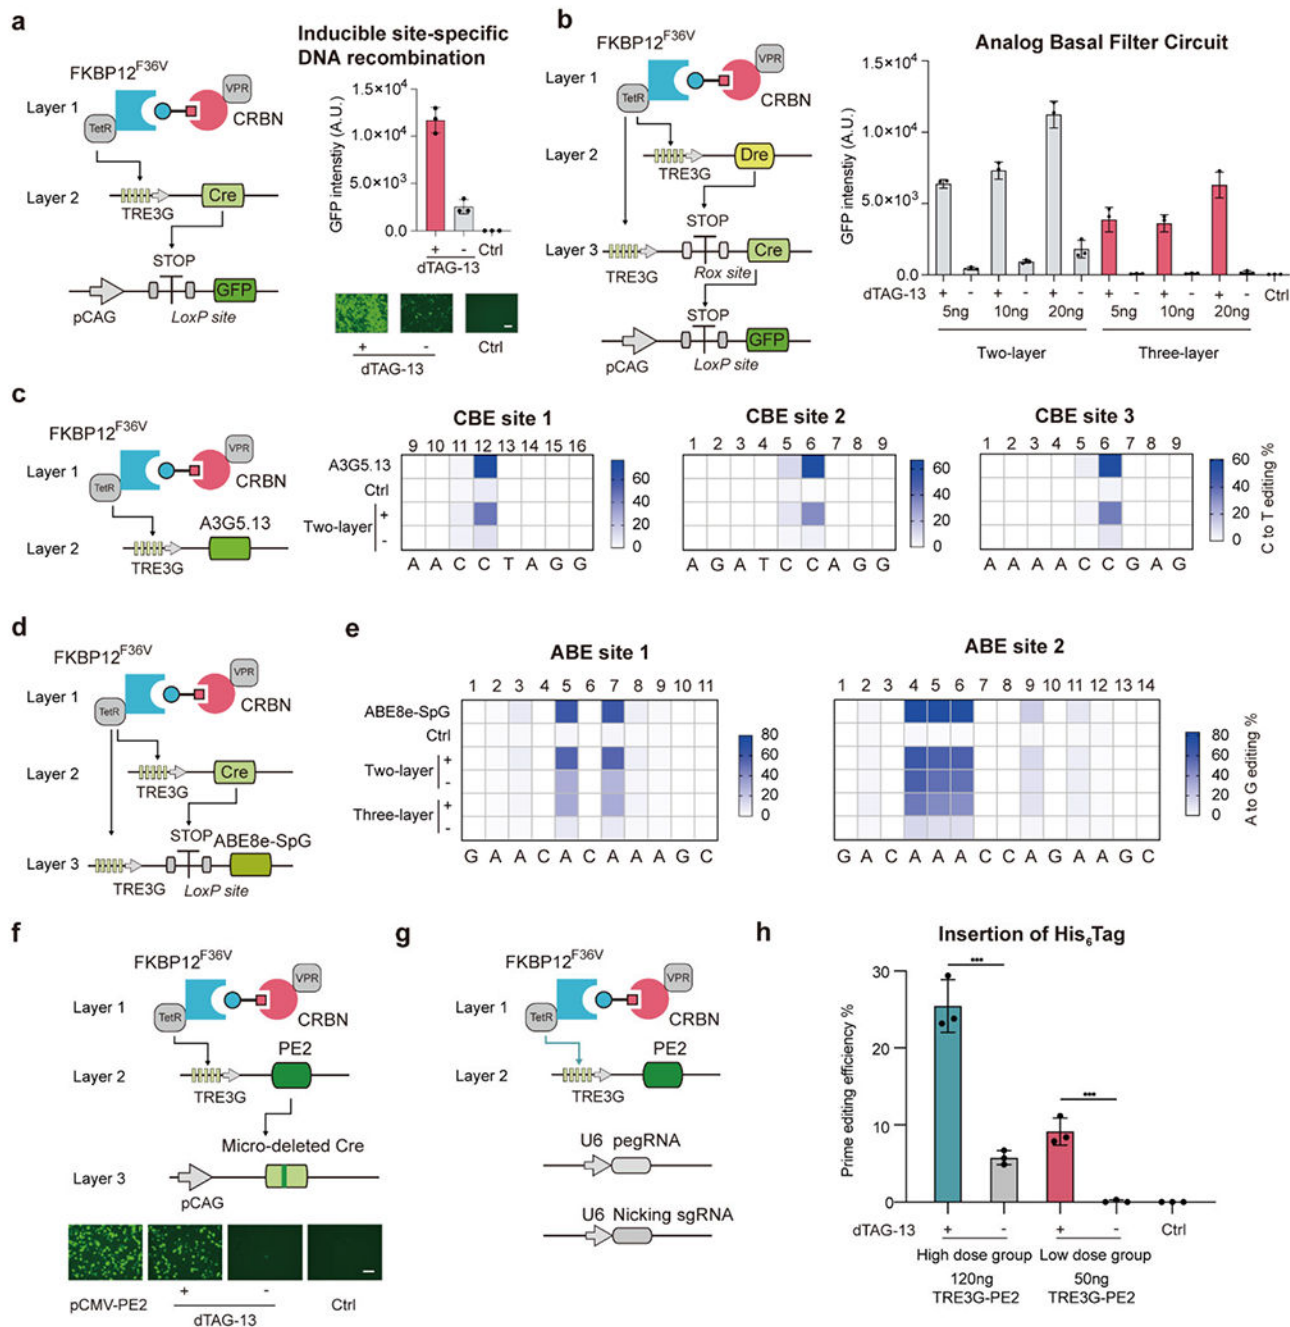 a
FKBP12F36V
VPR
Layer 1
TetR
CRBN
Layer 2
Cre
TRE3G
STOP
GFP
pCAG
LoxP site
Inducible site-specific
DNA recombination
GFP intenstiy (A.U.)
1.5×10⁴
1.0×10⁴
5.0×10³
0.0
+ - Ctrl
dTAG-13
+ - Ctrl
dTAG-13
b
FKBP12F36V
VPR
Layer 1
TetR
CRBN
Layer 2
Dre
TRE3G
STOP
Layer 3
Cre
TRE3G
Rox site
STOP
GFP
pCAG
LoxP site
Analog Basal Filter Circuit
GFP intenstiy (A.U.)
1.5×10⁴
1.0×10⁴
5.0×10³
0.0
dTAG-13 + - + - + - + - + - + - Ctrl
5ng 10ng 20ng 5ng 10ng 20ng
Two-layer Three-layer
c
FKBP12F36V
VPR
Layer 1
TetR
CRBN
A3G5.13
Layer 2
TRE3G
CBE site 1
9 10 11 12 13 14 15 16
A3G5.13
Ctrl
Two-layer + -
A A C C T A G G
60
40
20
0
CBE site 2
1 2 3 4 5 6 7 8 9
A G A T C C A G G
60
40
20
0
CBE site 3
1 2 3 4 5 6 7 8 9
A A A A C C G A G
60
40
20
0
C to T editing %
d
FKBP12F36V
VPR
Layer 1
TetR
CRBN
Layer 2
Cre
TRE3G
STOP
ABE8e-SpG
Layer 3
TRE3G
LoxP site
e
ABE site 1
1 2 3 4 5 6 7 8 9 10 11
ABE8e-SpG
Ctrl
Two-layer + -
Three-layer + -
G A A C A C A A A G C
80
60
40
20
0
ABE site 2
1 2 3 4 5 6 7 8 9 10 11 12 13 14
G A C A A A C C A G A A G C
80
60
40
20
0
A to G editing %
f
FKBP12F36V
VPR
Layer 1
TetR
CRBN
PE2
Layer 2
TRE3G
Micro-deleted Cre
Layer 3
pCAG
pCMV-PE2 + - Ctrl
dTAG-13
g
FKBP12F36V
VPR
Layer 1
TetR
CRBN
PE2
Layer 2
TRE3G
U6 pegRNA
U6 Nicking sgRNA
h
Insertion of His₆Tag
Prime editing efficiency %
30
20
10
0
***
***
dTAG-13 + - + - Ctrl
High dose group Low dose group
120ng 50ng
TRE3G-PE2 TRE3G-PE2